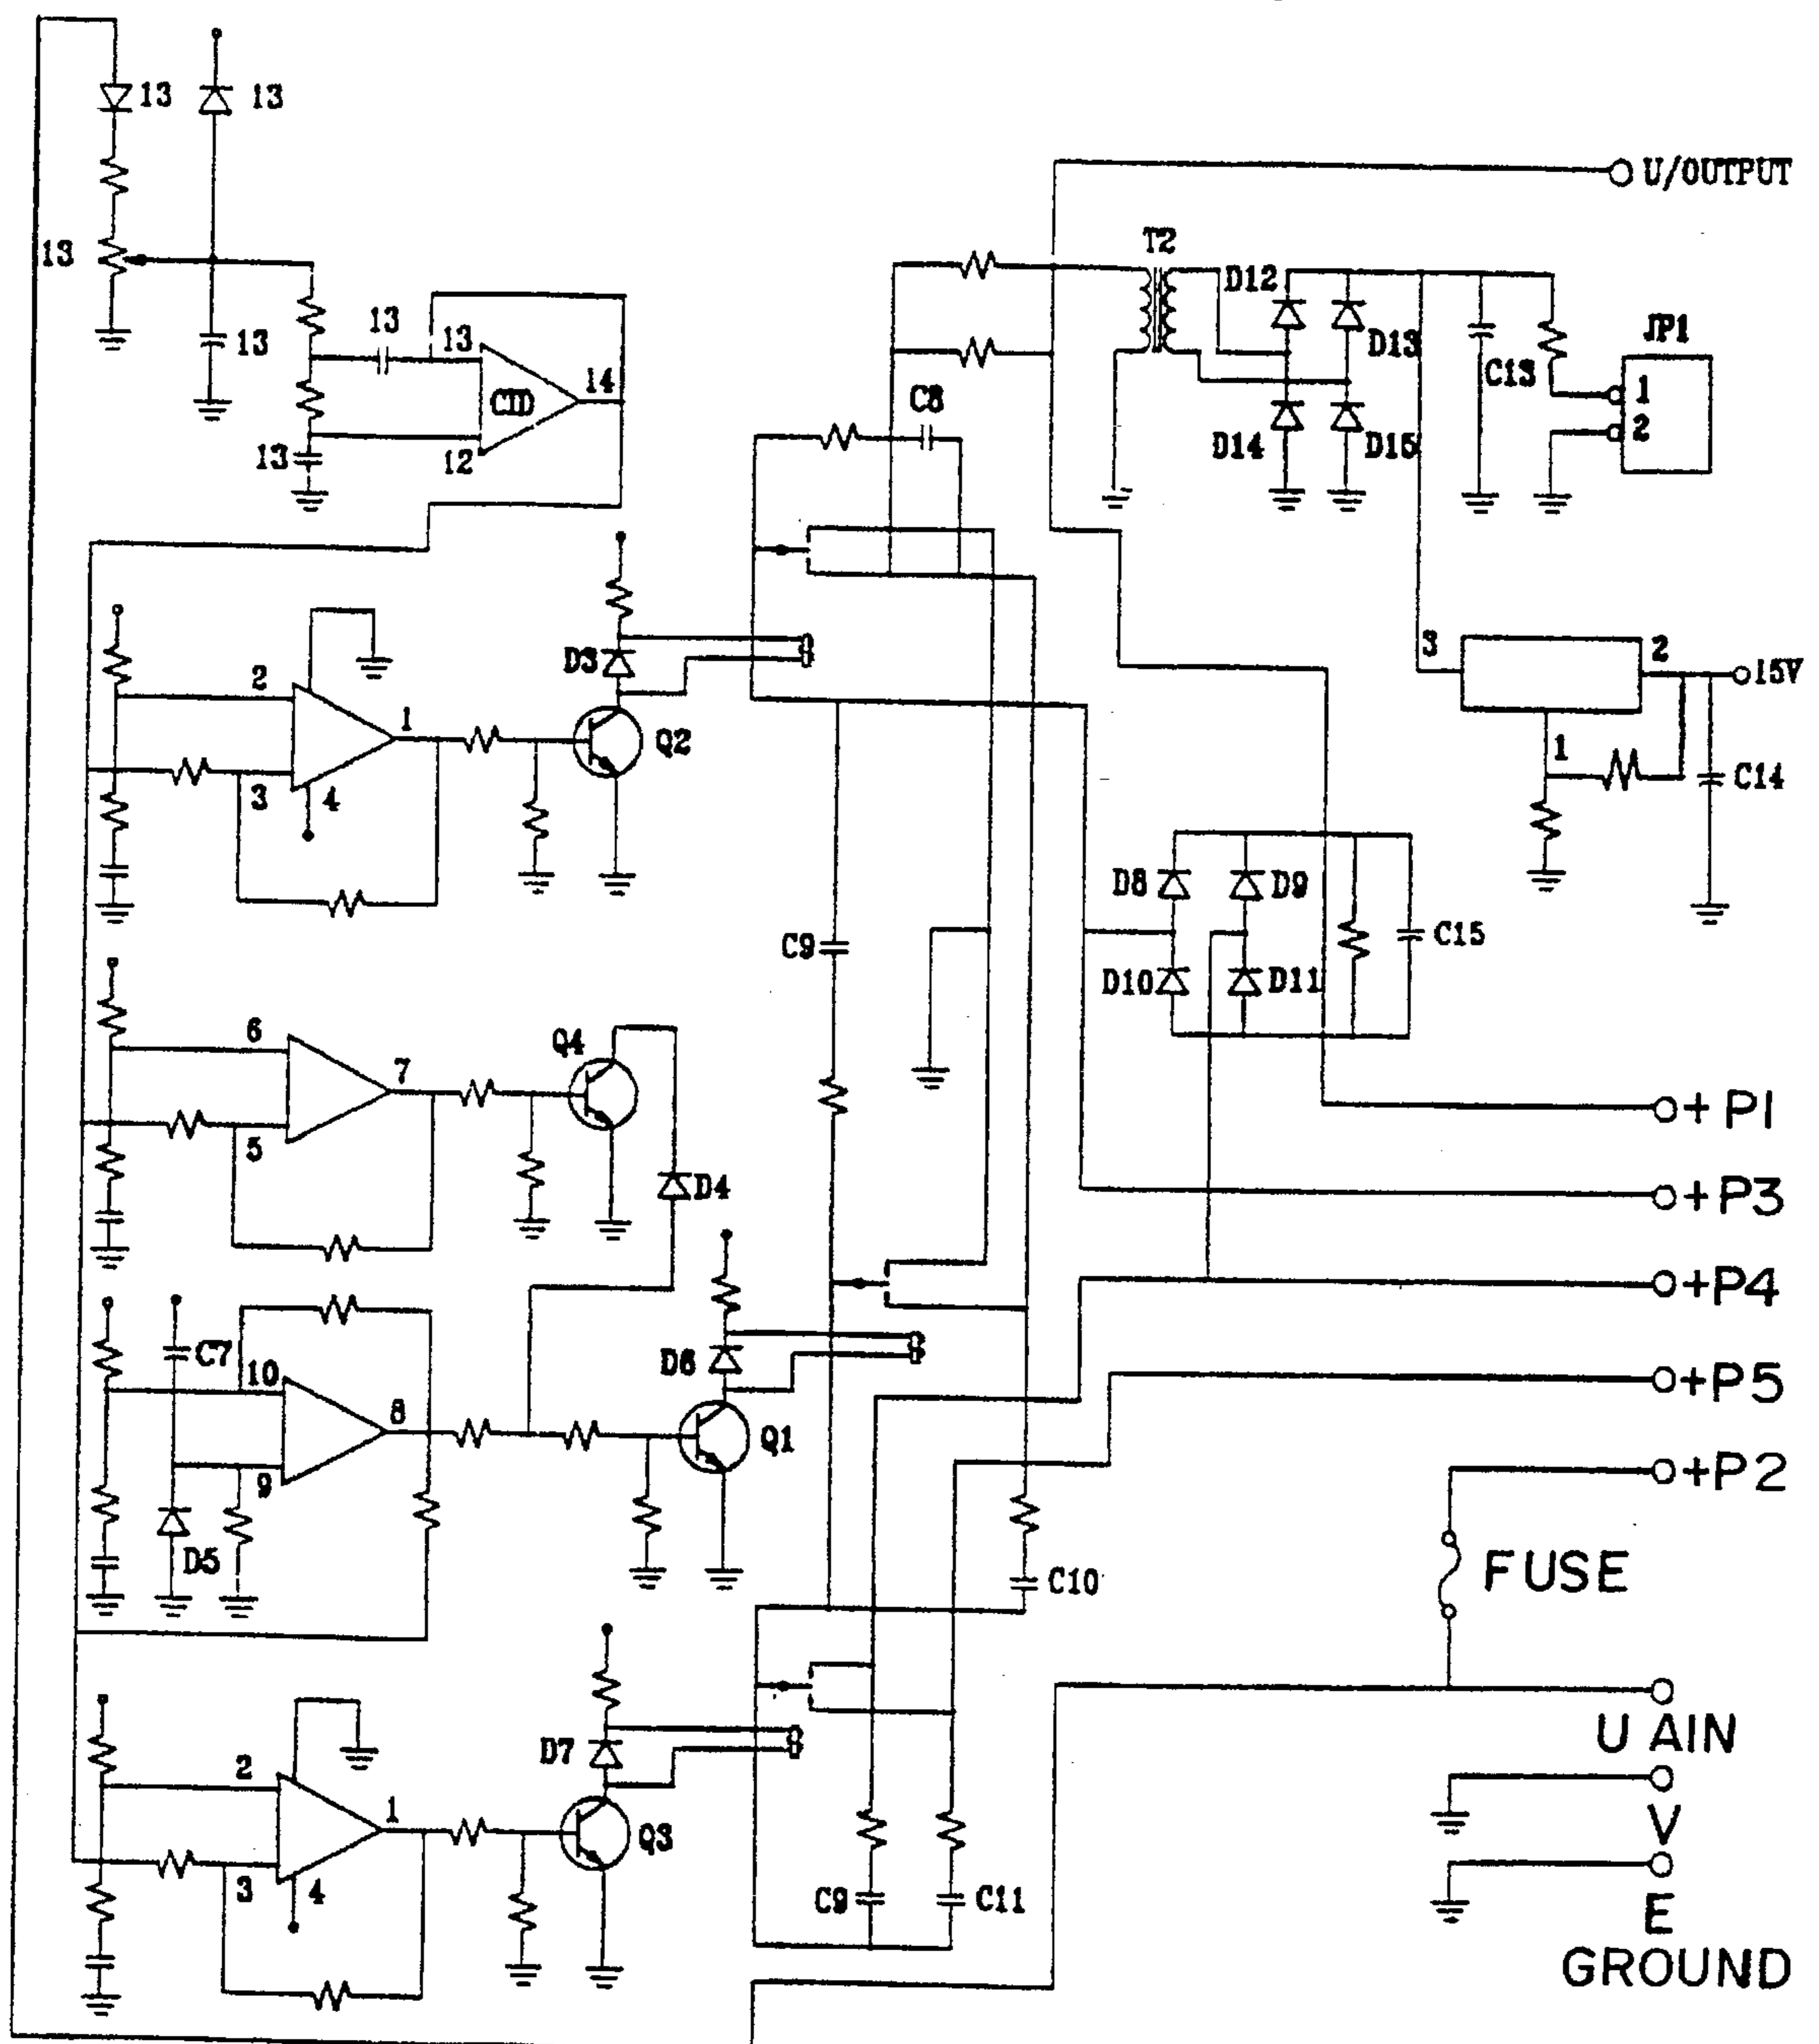 13
13
U/OUTPUT
13
T2
D12
13
13
13
JP1
D13
C13
14
CID
1
C8
2
13
12
D14
D15
D3
3
2
15V
2
1
Q2
1
3
4
C14
D8
D9
C9
C15
D10
D11
6
Q4
7
+P1
5
D4
+P3
+P4
C7
D6
10
+P5
8
Q1
9
+P2
D5
FUSE
C10
U AIN
D7
2
V
1
Q3
3
4
C9
C11
E
GROUND